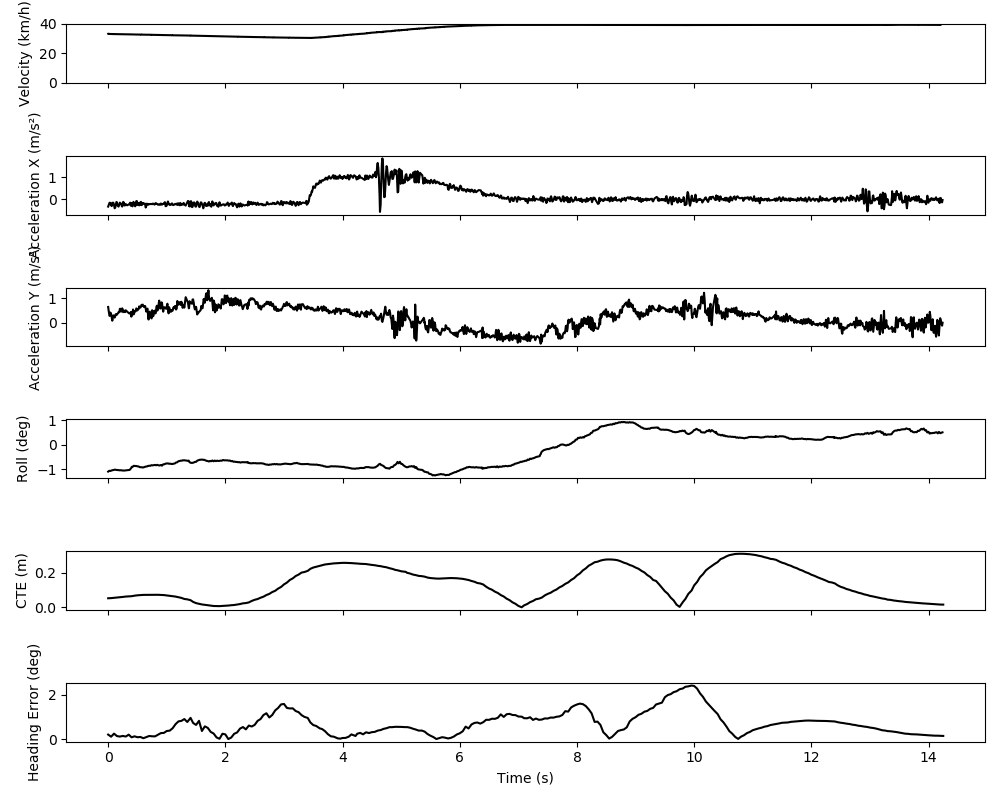 Velocity (km/h)
40
20
0
Acceleration X (m/s²)
1
0
Acceleration Y (m/s²)
1
0
Roll (deg)
1
0
−1
CTE (m)
0.2
0.0
Heading Error (deg)
2
0
0 2 4 6 8 10 12 14
Time (s)